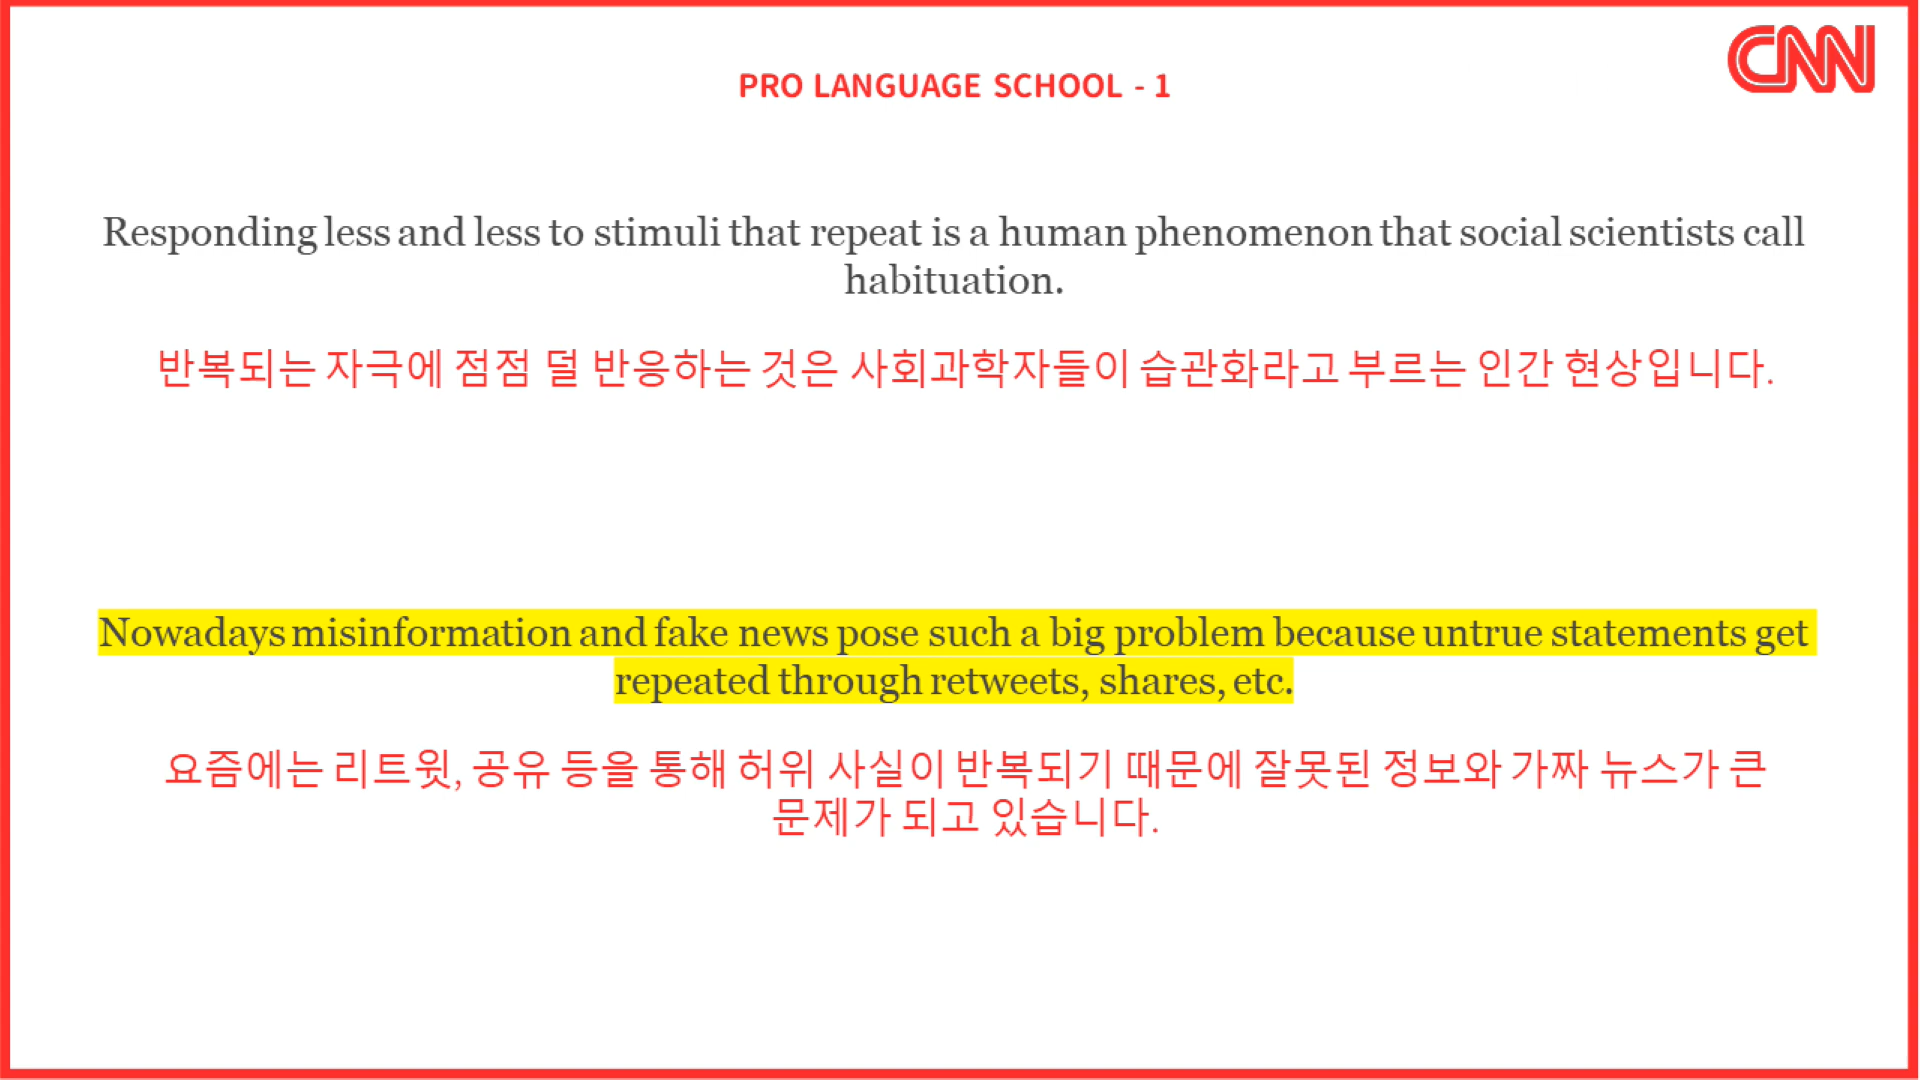 CNN
PRO LANGUAGE SCHOOL - 1
Responding less and less to stimuli that repeat is a human phenomenon that social scientists call
habituation.
반복되는 자극에 점점 덜 반응하는 것은 사회과학자들이 습관화라고 부르는 인간 현상입니다.
Nowadays misinformation and fake news pose such a big problem because untrue statements get
repeated through retweets, shares, etc.
요즘에는 리트윗, 공유 등을 통해 허위 사실이 반복되기 때문에 잘못된 정보와 가짜 뉴스가 큰
문제가 되고 있습니다.